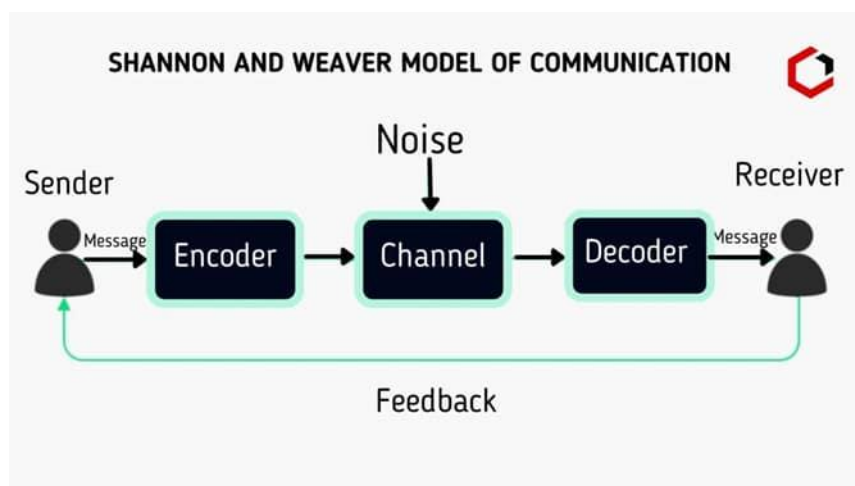 SHANNON AND WEAVER MODEL OF COMMUNICATION
Noise
Sender
Receiver
Message
Encoder
Channel
Decoder
Message
Feedback